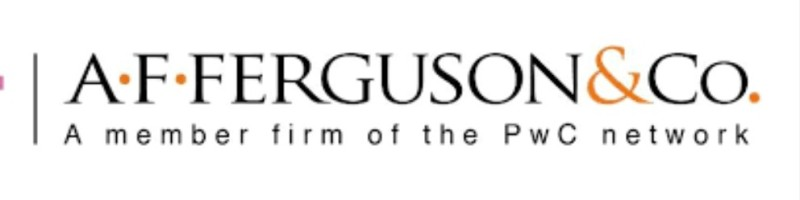 A·F·FERGUSON&Co.
A member firm of the PwC network